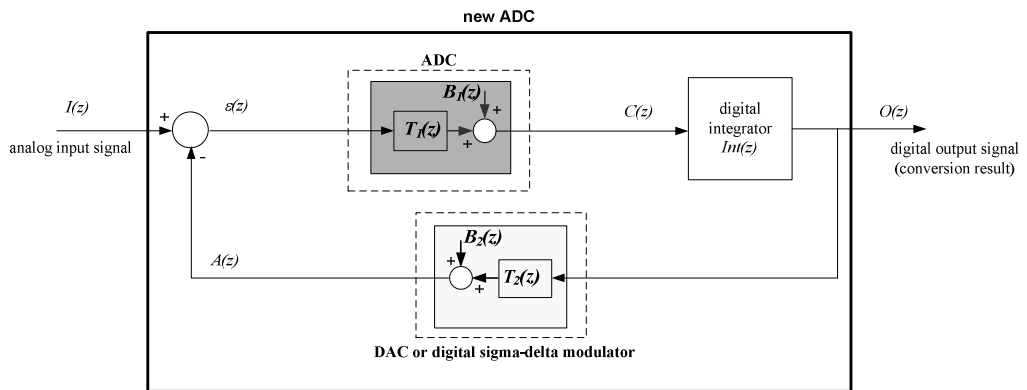 new ADC
ADC
I(z)
+
ε(z)
B₁(z)
+
T₁(z)
+
C(z)
digital
integrator
Int(z)
O(z)
analog input signal
-
digital output signal
(conversion result)
A(z)
B₂(z)
+
T₂(z)
+
DAC or digital sigma-delta modulator